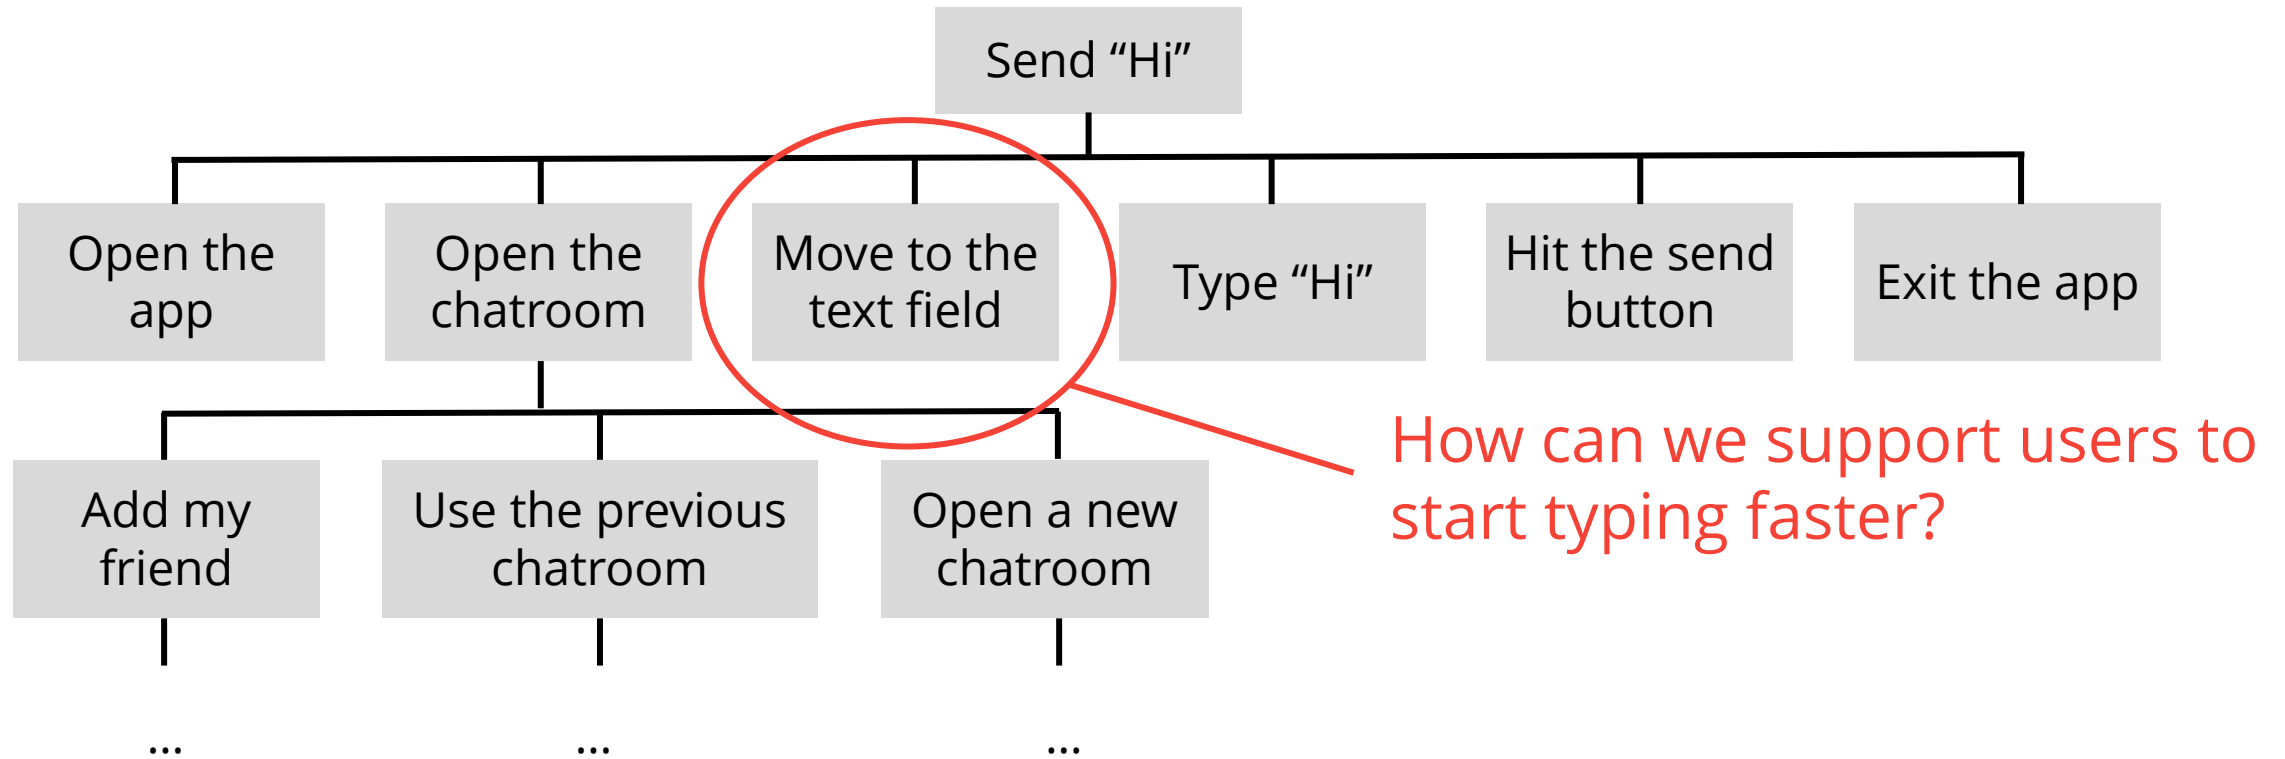 Send “Hi”
Open the
app
Open the
chatroom
Move to the
text field
Type “Hi”
Hit the send
button
Exit the app
How can we support users to
start typing faster?
Add my
friend
Use the previous
chatroom
Open a new
chatroom
...
...
...